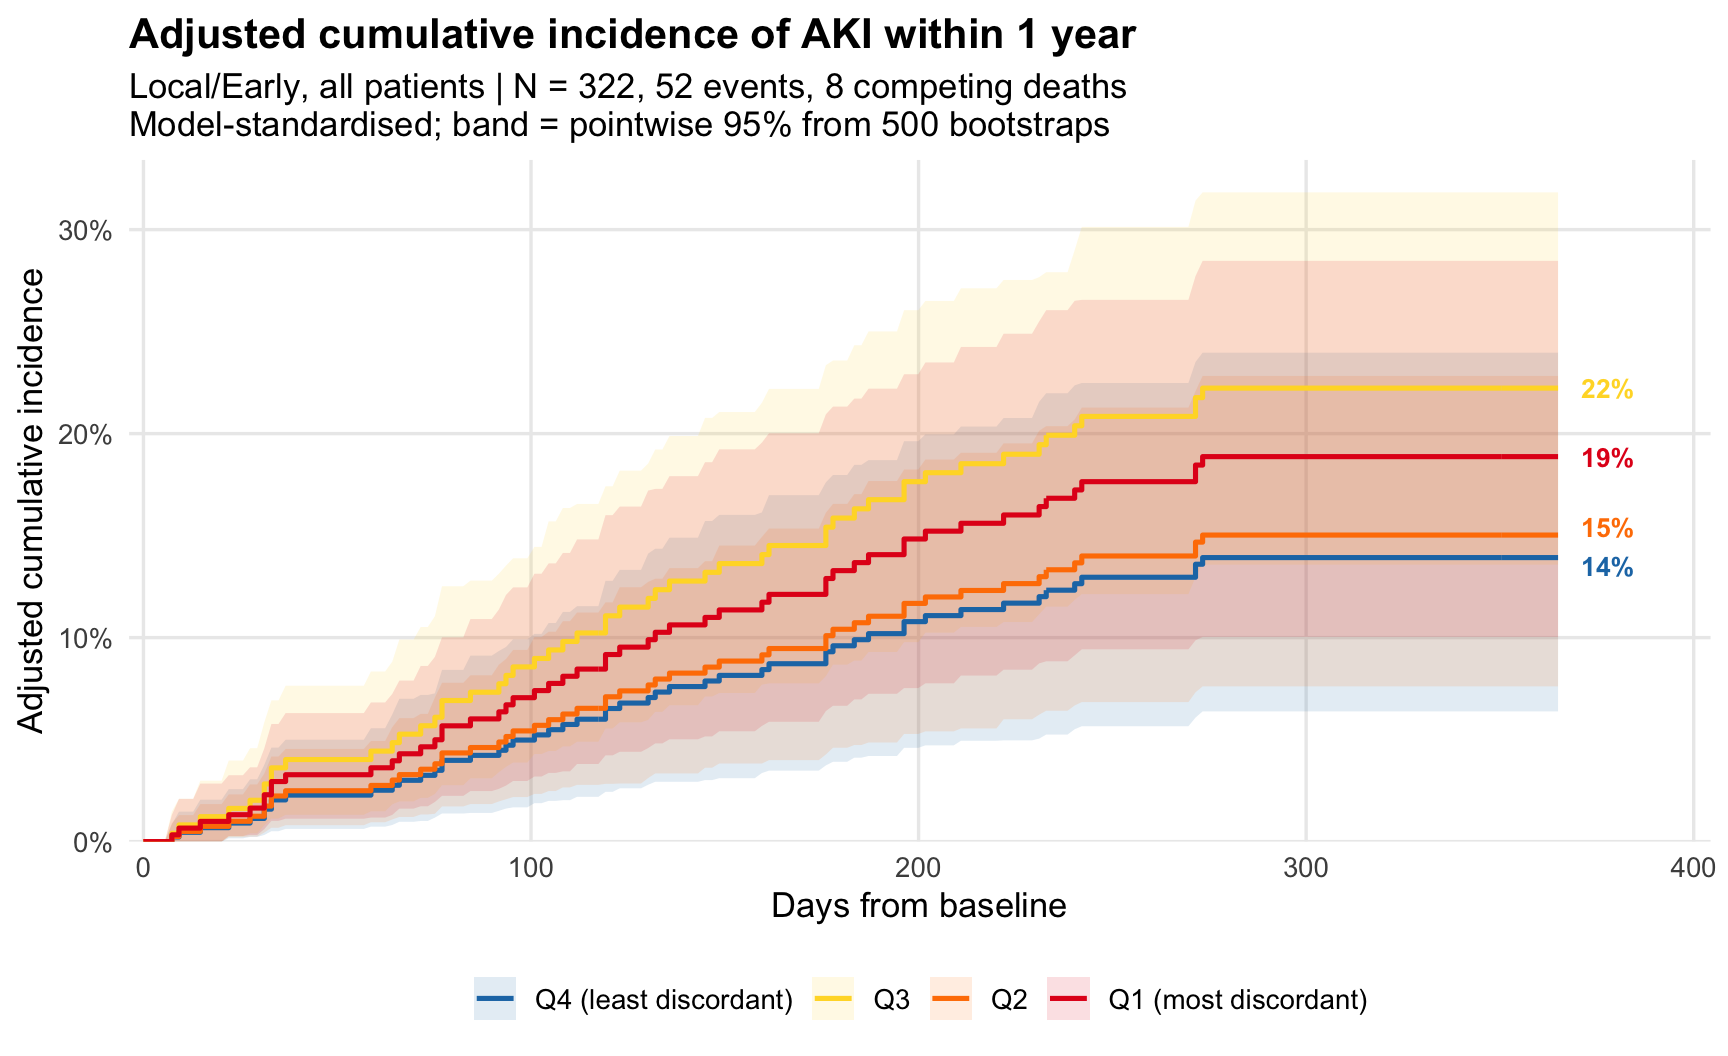 Adjusted cumulative incidence of AKI within 1 year
Local/Early, all patients | N = 322, 52 events, 8 competing deaths
Model-standardised; band = pointwise 95% from 500 bootstraps
Adjusted cumulative incidence
30%
20%
10%
0%
22%
19%
15%
14%
0
100
200
300
400
Days from baseline
Q4 (least discordant)
Q3
Q2
Q1 (most discordant)